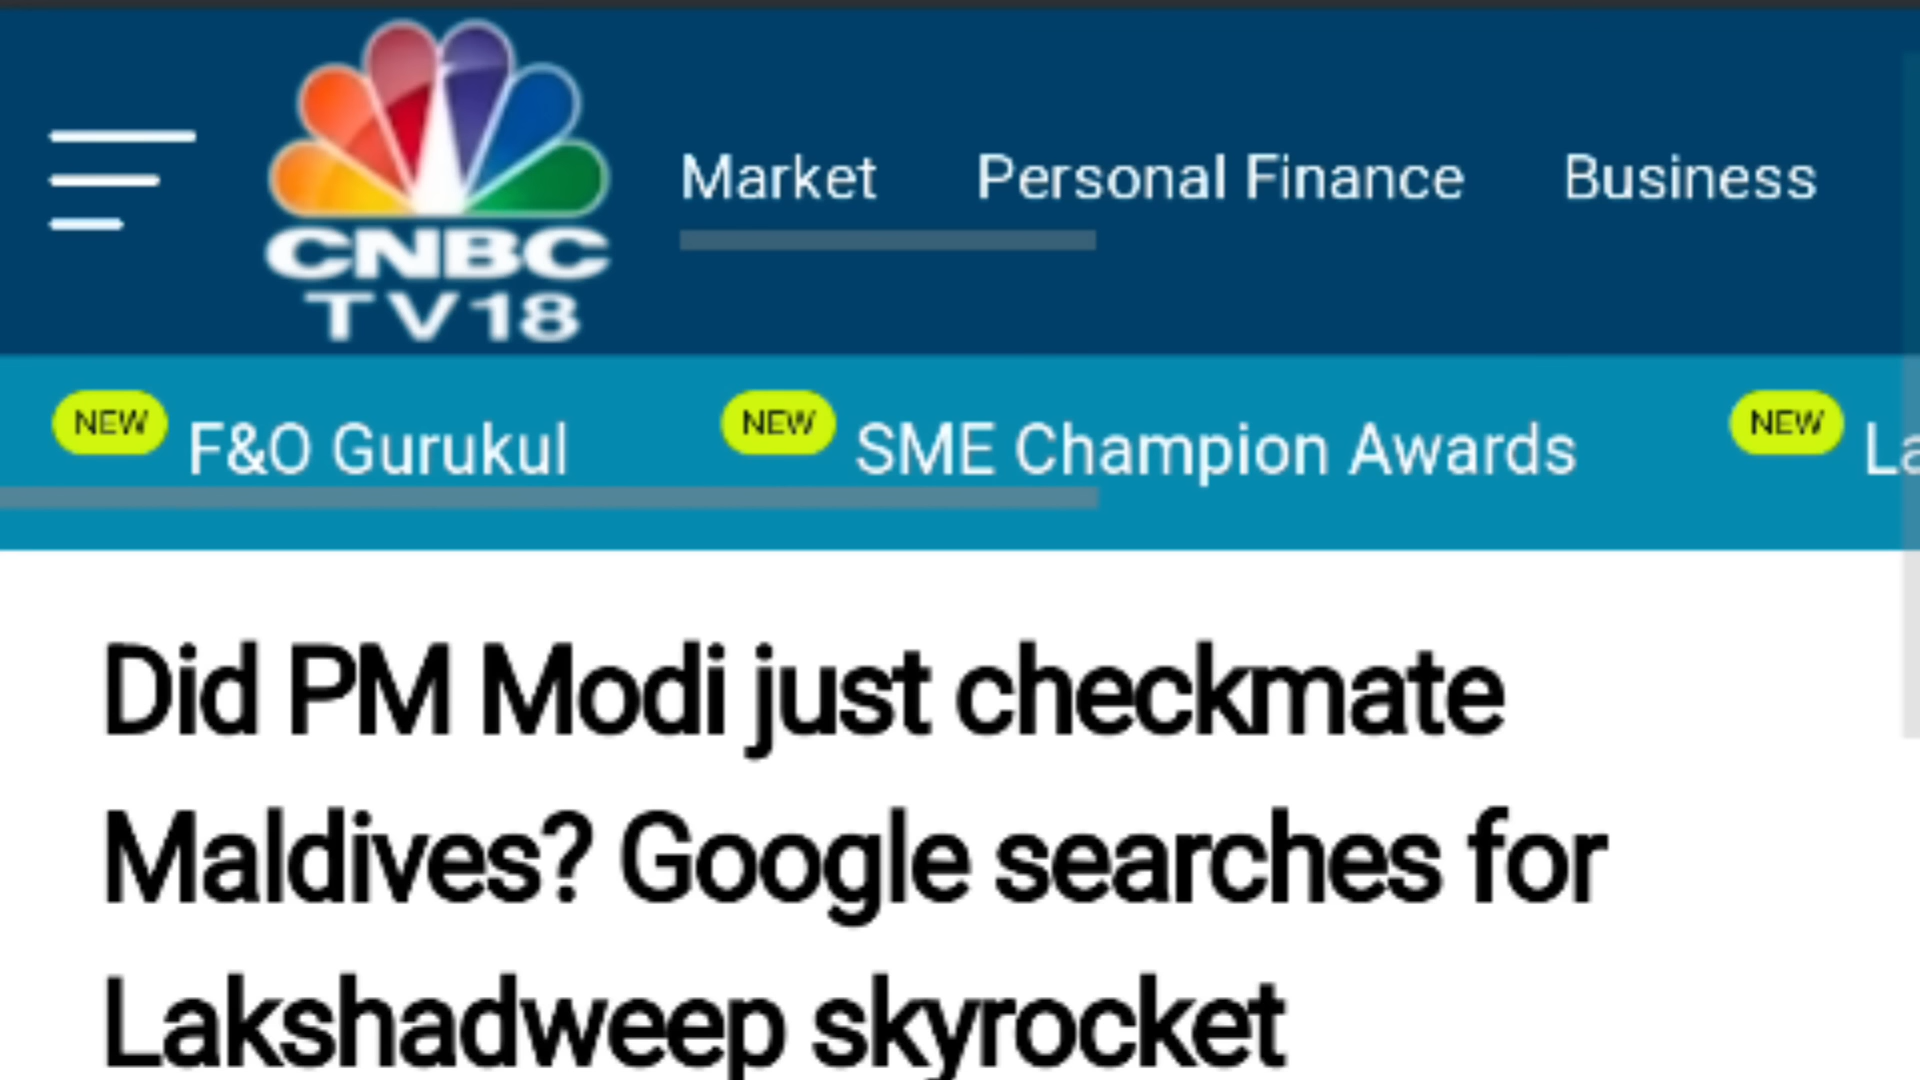 CNBC
TV18
Market Personal Finance Business
NEW F&O Gurukul NEW SME Champion Awards NEW
Did PM Modi just checkmate
Maldives? Google searches for
Lakshadweep skyrocket